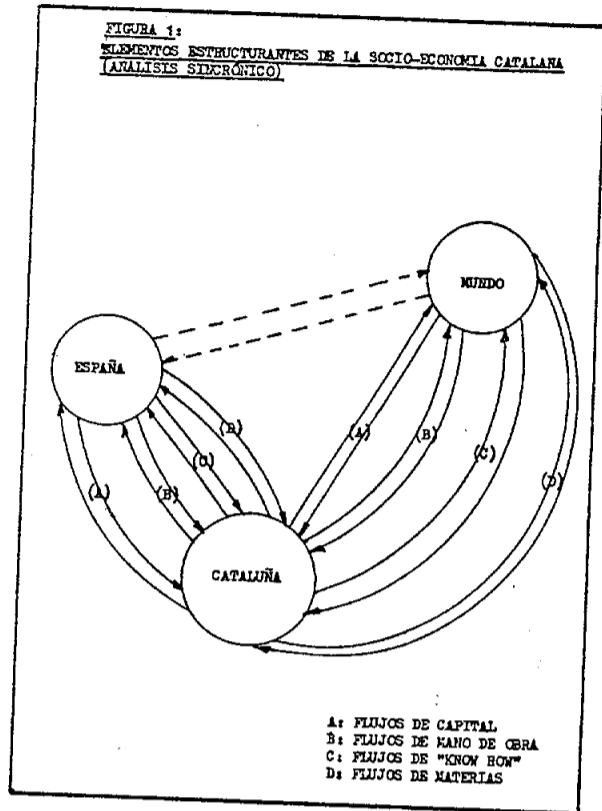 FIGURA 1:
ELEMENTOS ESTRUCTURANTES DE LA SOCIO-ECONOMIA CATALANA
(ANALISIS SINCRÓNICO)
MUNDO
ESPAÑA
(D)
(A)
(B)
(C)
(C)
(A)
(B)
(D)
CATALUÑA
A: FLUJOS DE CAPITAL
B: FLUJOS DE MANO DE OBRA
C: FLUJOS DE "KNOW HOW"
D: FLUJOS DE MATERIAS